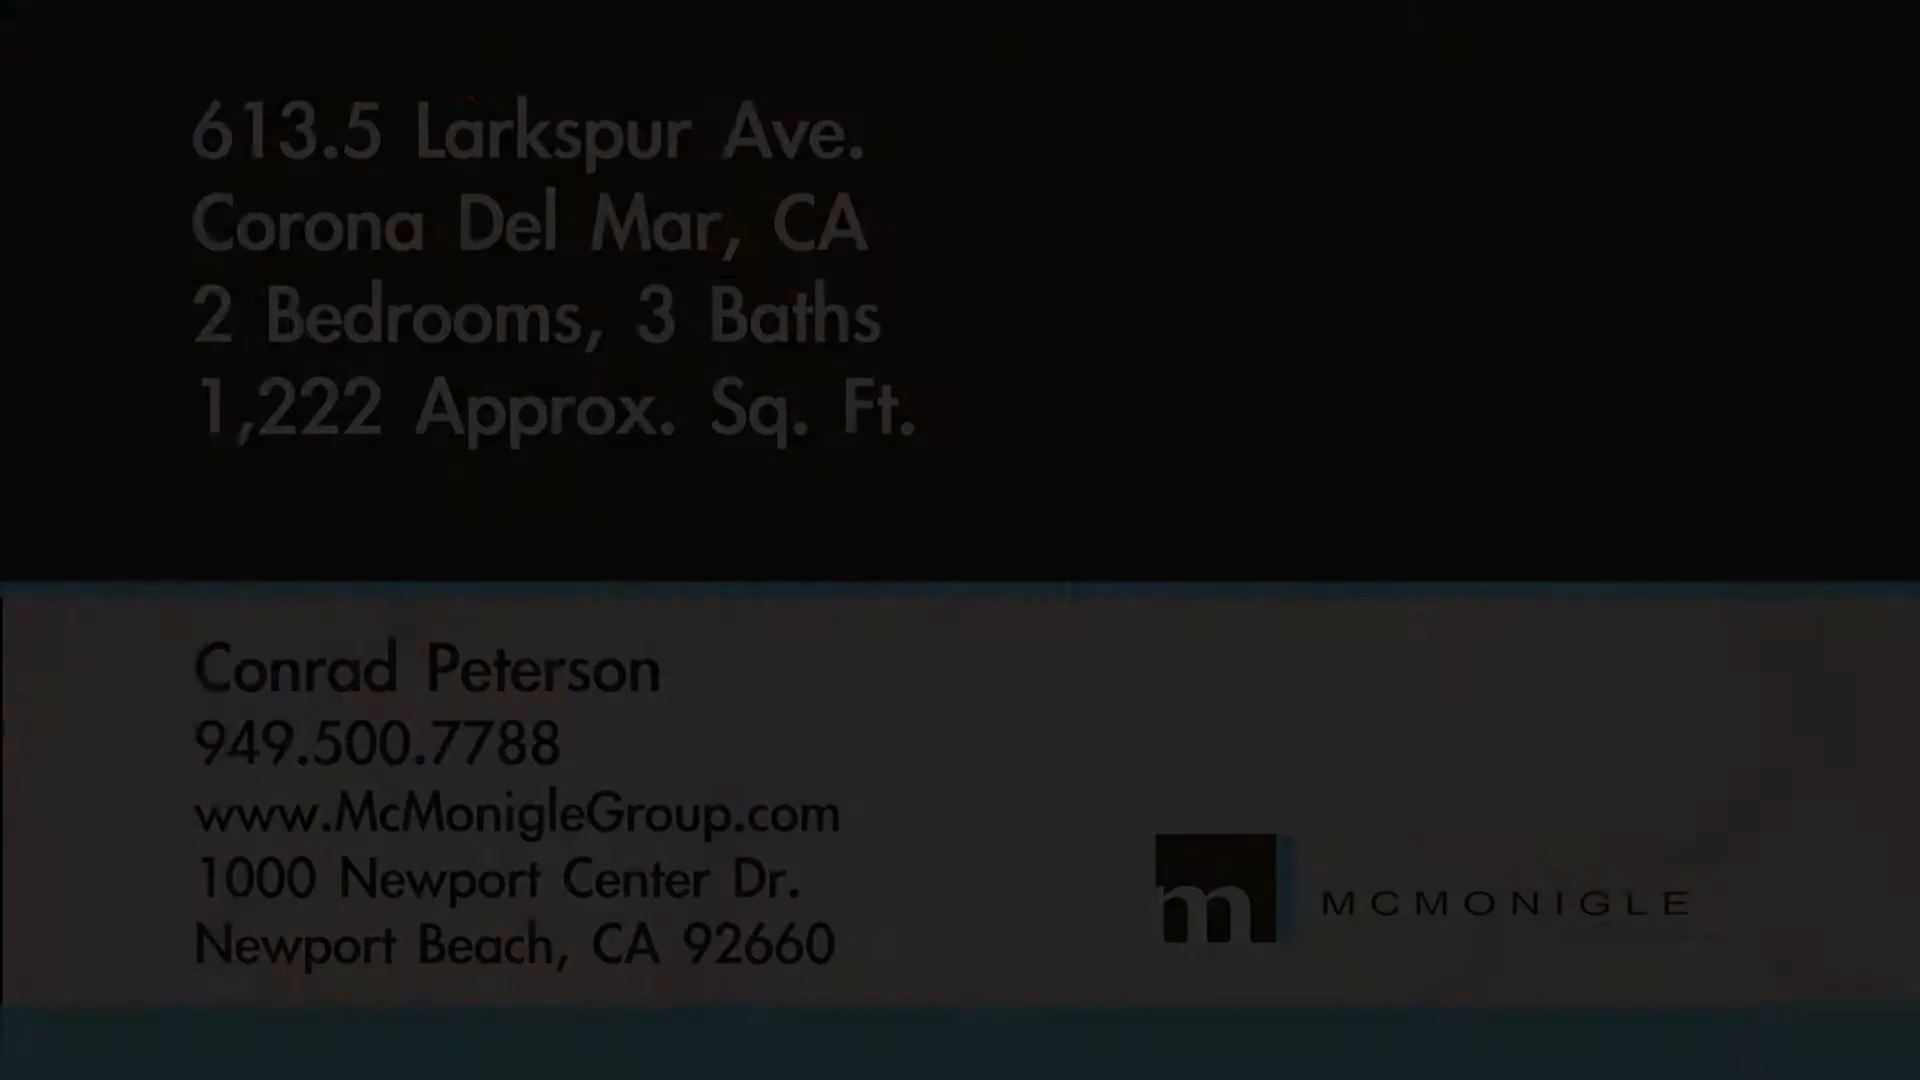 613.5 Larkspur Ave.
Corona Del Mar, CA
2 Bedrooms, 3 Baths
1,222 Approx. Sq. Ft.
Conrad Peterson
949.500.7788
www.McMonigleGroup.com
1000 Newport Center Dr.
Newport Beach, CA 92660
m MCMONIGLE